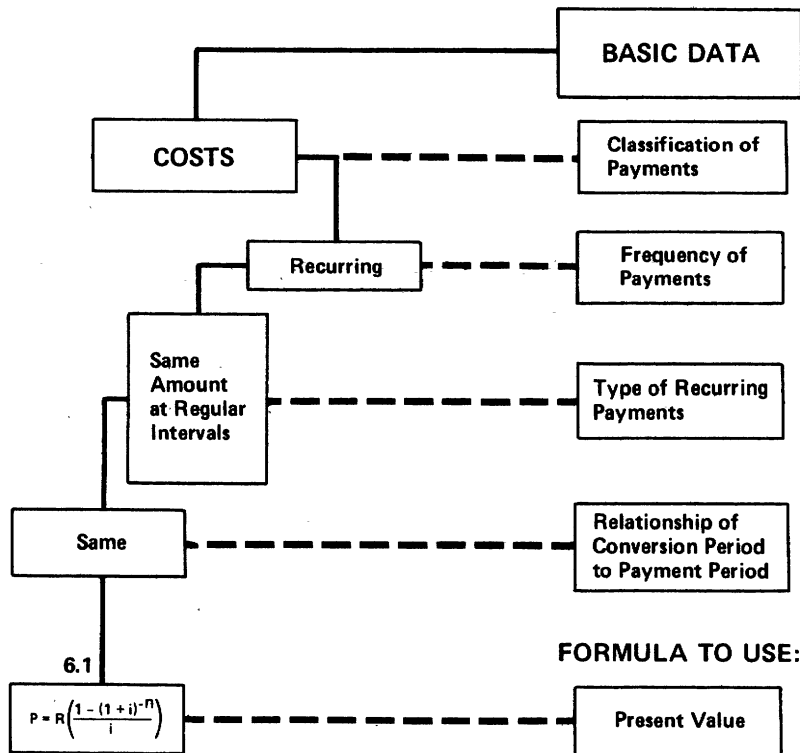 BASIC DATA
COSTS
Classification of
Payments
Recurring
Frequency of
Payments
Same
Amount
at Regular
Intervals
Type of Recurring
Payments
Same
Relationship of
Conversion Period
to Payment Period
6.1
FORMULA TO USE:
P = R(1 - (1 + i)^-n / i)
Present Value